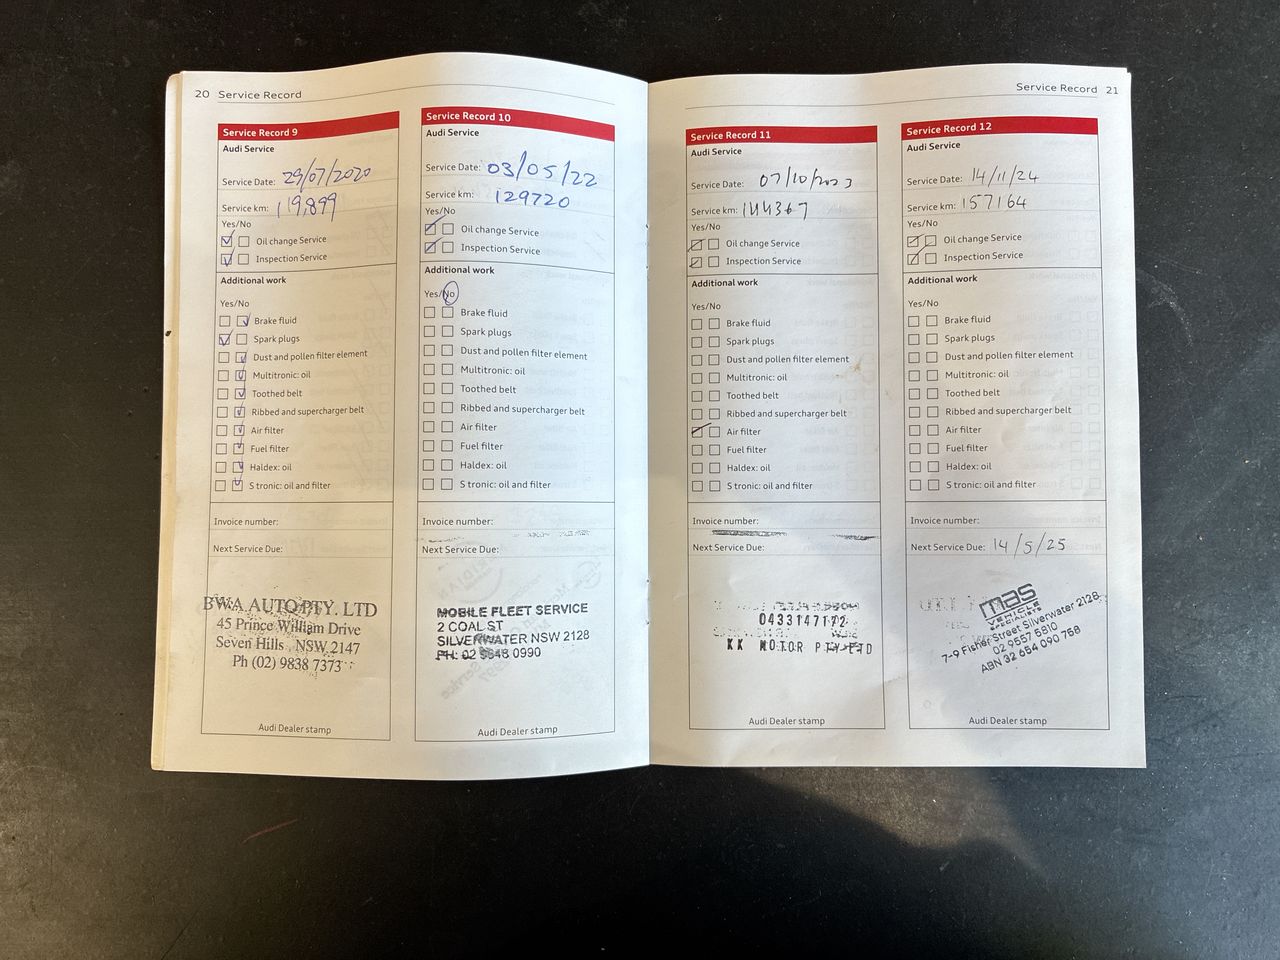 20 Service Record
Service Record 9
Audi Service
Service Date: 29/07/2020
Service km: 119,899
Yes/No
Oil change Service
Inspection Service
Additional work
Yes/No
Brake fluid
Spark plugs
Dust and pollen filter element
Multitronic: oil
Toothed belt
Ribbed and supercharger belt
Air filter
Fuel filter
Haldex: oil
S tronic: oil and filter
Invoice number:
Next Service Due:
BWA AUTO PTY. LTD
45 Prince William Drive
Seven Hills NSW 2147
Ph (02) 9838 7373
Audi Dealer stamp
Service Record 10
Audi Service
Service Date: 03/05/22
Service km: 129720
Yes/No
Oil change Service
Inspection Service
Additional work
Yes/No
Brake fluid
Spark plugs
Dust and pollen filter element
Multitronic: oil
Toothed belt
Ribbed and supercharger belt
Air filter
Fuel filter
Haldex: oil
S tronic: oil and filter
Invoice number:
Next Service Due:
MOBILE FLEET SERVICE
2 COAL ST
SILVERWATER NSW 2128
PH: 02 9648 0990
Audi Dealer stamp
Service Record 21
Service Record 11
Audi Service
Service Date: 07/10/2023
Service km: 144367
Yes/No
Oil change Service
Inspection Service
Additional work
Yes/No
Brake fluid
Spark plugs
Dust and pollen filter element
Multitronic: oil
Toothed belt
Ribbed and supercharger belt
Air filter
Fuel filter
Haldex: oil
S tronic: oil and filter
Invoice number:
Next Service Due:
0433147172
KK MOTOR PTY LTD
Audi Dealer stamp
Service Record 12
Audi Service
Service Date: 14/11/24
Service km: 157164
Yes/No
Oil change Service
Inspection Service
Additional work
Yes/No
Brake fluid
Spark plugs
Dust and pollen filter element
Multitronic: oil
Toothed belt
Ribbed and supercharger belt
Air filter
Fuel filter
Haldex: oil
S tronic: oil and filter
Invoice number:
Next Service Due: 14/5/25
mas
VEHICLE
SPECIALISTS
7-9 Fisher Street Silverwater 2128
02 9557 5810
ABN 32 654 090 758
Audi Dealer stamp